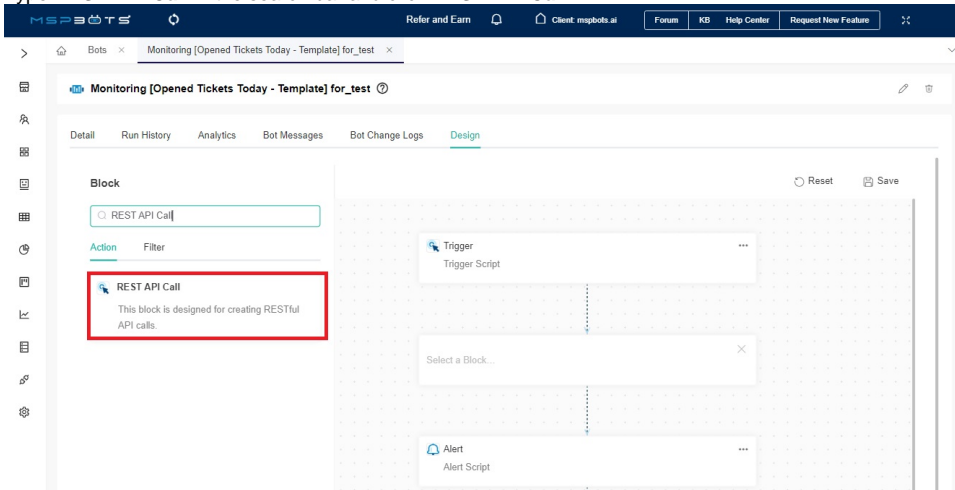 MSPBOTS
Refer and Earn
Client: mspbots.ai
Forum
KB
Help Center
Request New Feature
Bots
Monitoring [Opened Tickets Today - Template] for_test
Monitoring [Opened Tickets Today - Template] for_test
Detail
Run History
Analytics
Bot Messages
Bot Change Logs
Design
Block
Reset
Save
REST API Call
Action
Filter
REST API Call
This block is designed for creating RESTful
API calls.
Trigger
Trigger Script
Select a Block...
Alert
Alert Script